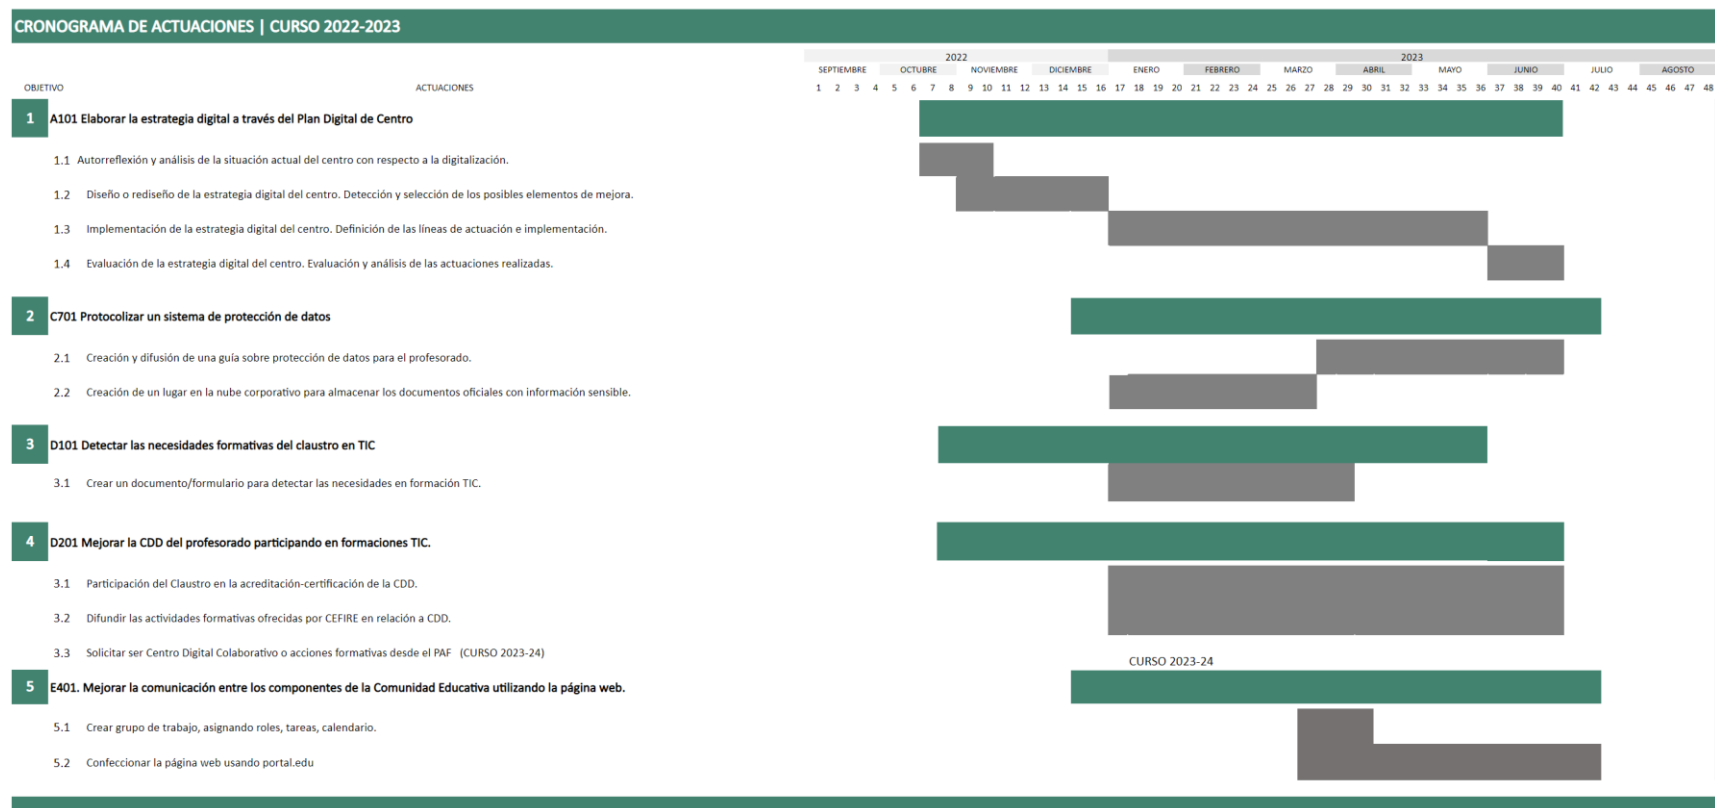 CRONOGRAMA DE ACTUACIONES | CURSO 2022-2023
2022 2023
SEPTIEMBRE OCTUBRE NOVIEMBRE DICIEMBRE ENERO FEBRERO MARZO ABRIL MAYO JUNIO JULIO AGOSTO
OBJETIVO ACTUACIONES 1 2 3 4 5 6 7 8 9 10 11 12 13 14 15 16 17 18 19 20 21 22 23 24 25 26 27 28 29 30 31 32 33 34 35 36 37 38 39 40 41 42 43 44 45 46 47 48
1 A101 Elaborar la estrategia digital a través del Plan Digital de Centro
1.1 Autorreflexión y análisis de la situación actual del centro con respecto a la digitalización.
1.2 Diseño o rediseño de la estrategia digital del centro. Detección y selección de los posibles elementos de mejora.
1.3 Implementación de la estrategia digital del centro. Definición de las líneas de actuación e implementación.
1.4 Evaluación de la estrategia digital del centro. Evaluación y análisis de las actuaciones realizadas.
2 C701 Protocolizar un sistema de protección de datos
2.1 Creación y difusión de una guía sobre protección de datos para el profesorado.
2.2 Creación de un lugar en la nube corporativo para almacenar los documentos oficiales con información sensible.
3 D101 Detectar las necesidades formativas del claustro en TIC
3.1 Crear un documento/formulario para detectar las necesidades en formación TIC.
4 D201 Mejorar la CDD del profesorado participando en formaciones TIC.
3.1 Participación del Claustro en la acreditación-certificación de la CDD.
3.2 Difundir las actividades formativas ofrecidas por CEFIRE en relación a CDD.
3.3 Solicitar ser Centro Digital Colaborativo o acciones formativas desde el PAF (CURSO 2023-24)
CURSO 2023-24
5 E401. Mejorar la comunicación entre los componentes de la Comunidad Educativa utilizando la página web.
5.1 Crear grupo de trabajo, asignando roles, tareas, calendario.
5.2 Confeccionar la página web usando portal.edu